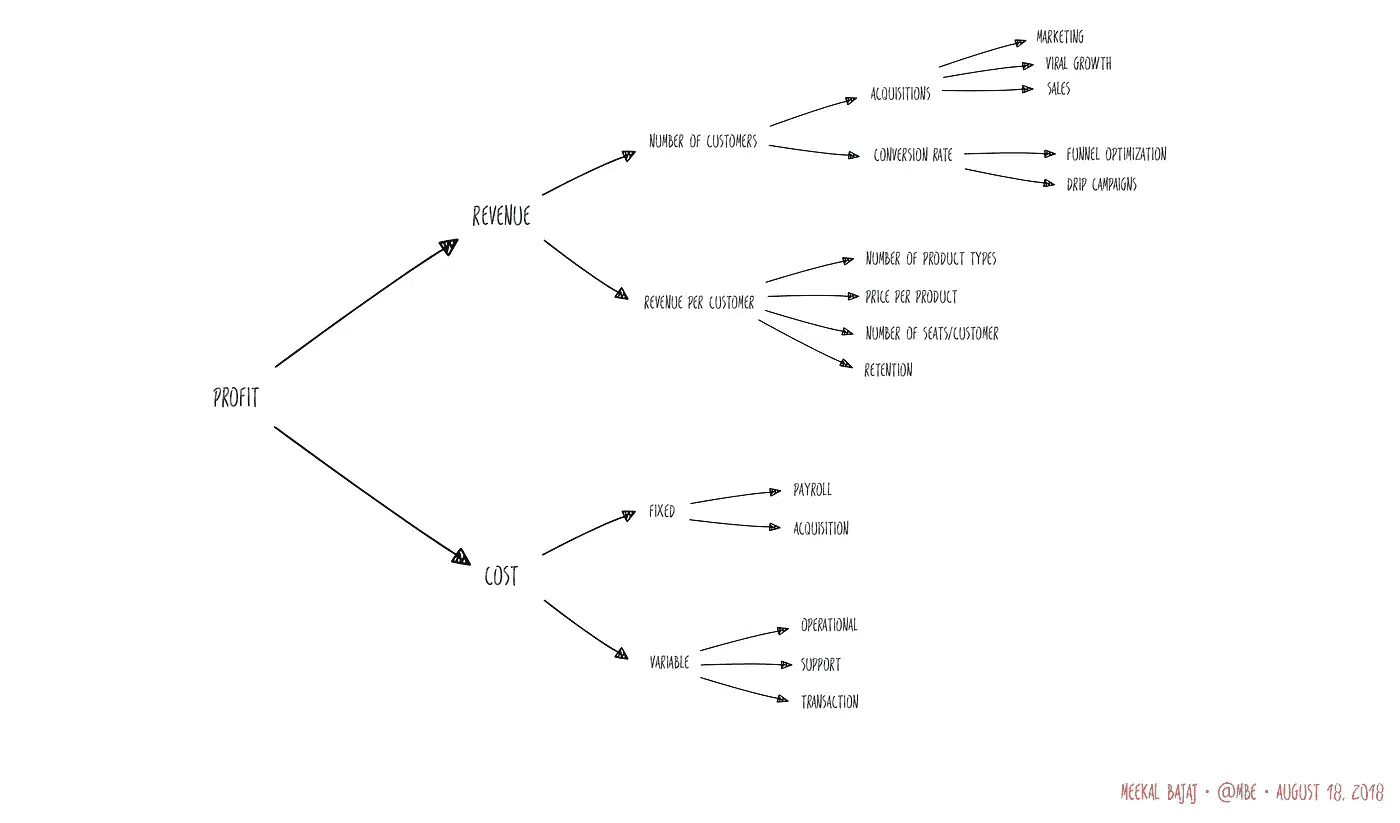 MARKETING
VIRAL GROWTH
SALES
ACQUISITIONS
NUMBER OF CUSTOMERS
CONVERSION RATE
FUNNEL OPTIMIZATION
DRIP CAMPAIGNS
REVENUE
NUMBER OF PRODUCT TYPES
PRICE PER PRODUCT
REVENUE PER CUSTOMER
NUMBER OF SEATS/CUSTOMER
RETENTION
PROFIT
PAYROLL
FIXED
ACQUISITION
COST
OPERATIONAL
VARIABLE
SUPPORT
TRANSACTION
MEEKAL BAJAJ • @MBE • AUGUST 18, 2018